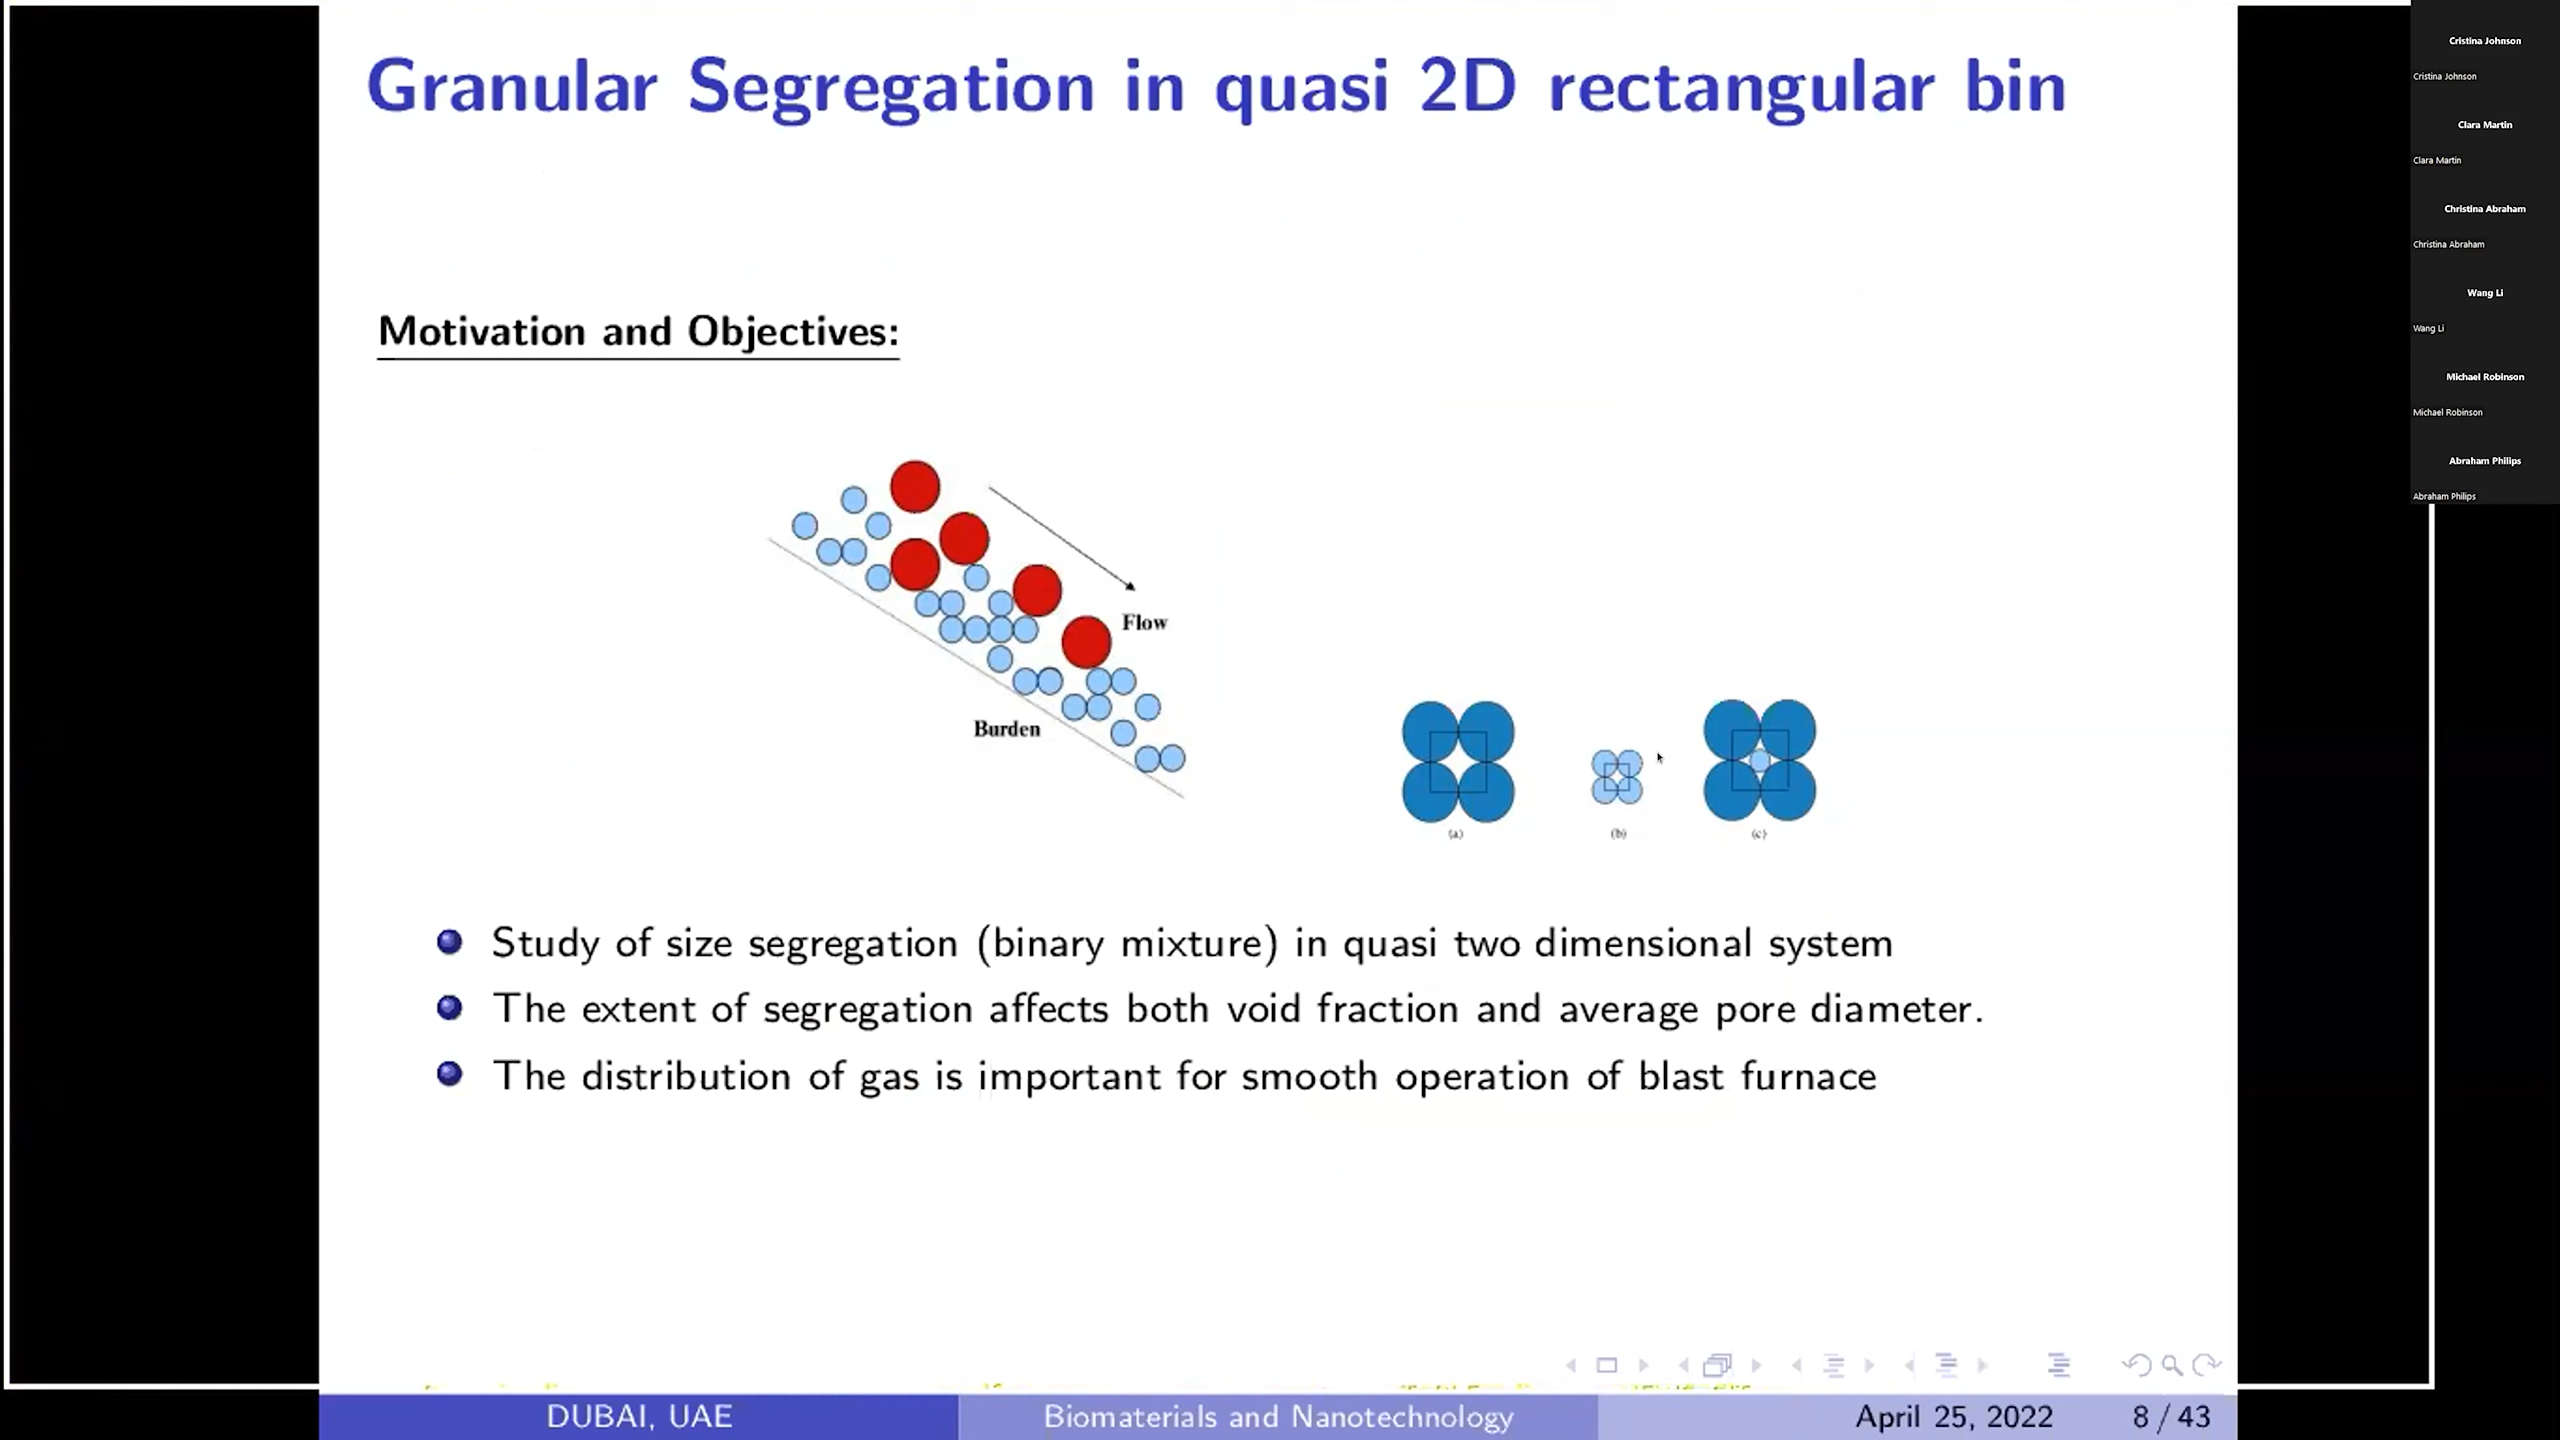 Granular Segregation in quasi 2D rectangular bin
Motivation and Objectives:
Flow
Burden
(a)
(b)
(c)
Study of size segregation (binary mixture) in quasi two dimensional system
The extent of segregation affects both void fraction and average pore diameter.
The distribution of gas is important for smooth operation of blast furnace
DUBAI, UAE
Biomaterials and Nanotechnology
April 25, 2022
8 / 43
Cristina Johnson
Cristina Johnson
Clara Martin
Clara Martin
Christina Abraham
Christina Abraham
Wang Li
Wang Li
Michael Robinson
Michael Robinson
Abraham Philips
Abraham Philips